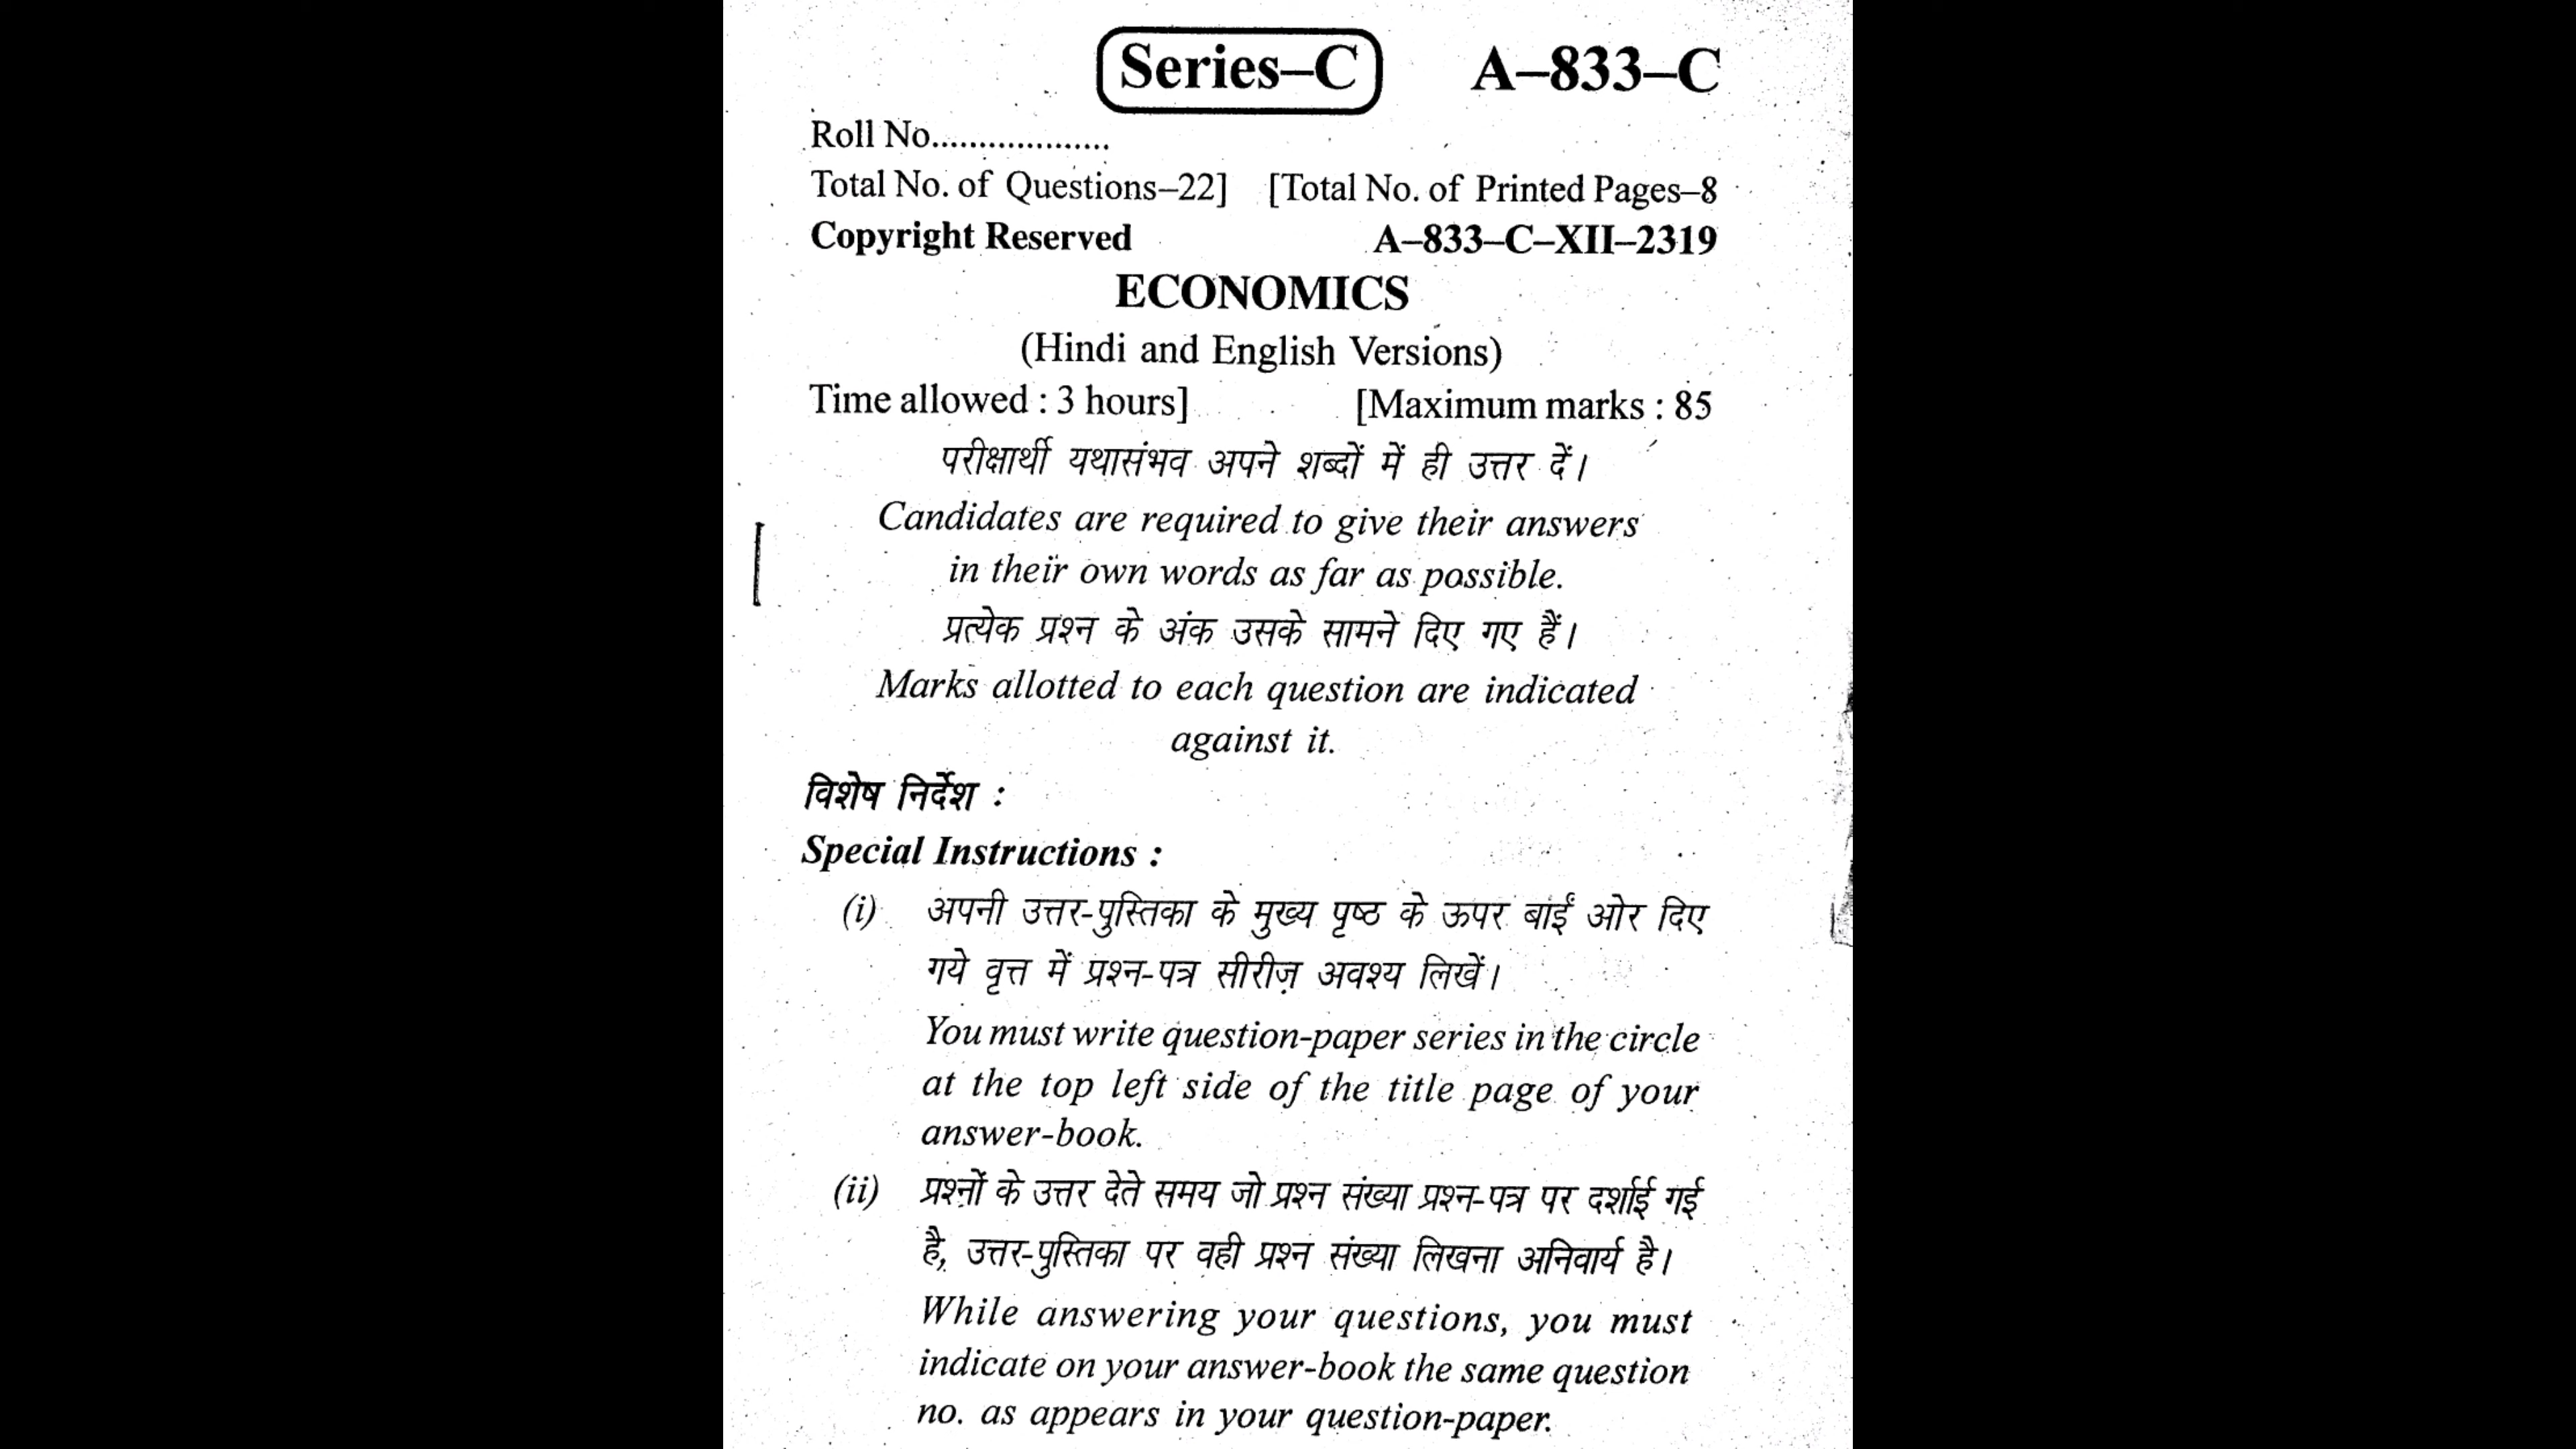 Series–C A–833–C
Roll No...................
Total No. of Questions–22] [Total No. of Printed Pages–8
Copyright Reserved A–833–C–XII–2319
ECONOMICS
(Hindi and English Versions)
Time allowed : 3 hours] [Maximum marks : 85
परीक्षार्थी यथासंभव अपने शब्दों में ही उत्तर दें।
Candidates are required to give their answers
in their own words as far as possible.
प्रत्येक प्रश्न के अंक उसके सामने दिए गए हैं।
Marks allotted to each question are indicated
against it.
विशेष निर्देश :
Special Instructions :
(i) अपनी उत्तर-पुस्तिका के मुख्य पृष्ठ के ऊपर बाईं ओर दिए
गये वृत्त में प्रश्न-पत्र सीरीज़ अवश्य लिखें।
You must write question-paper series in the circle
at the top left side of the title page of your
answer-book.
(ii) प्रश्नों के उत्तर देते समय जो प्रश्न संख्या प्रश्न-पत्र पर दर्शाई गई
है, उत्तर-पुस्तिका पर वही प्रश्न संख्या लिखना अनिवार्य है।
While answering your questions, you must
indicate on your answer-book the same question
no. as appears in your question-paper.